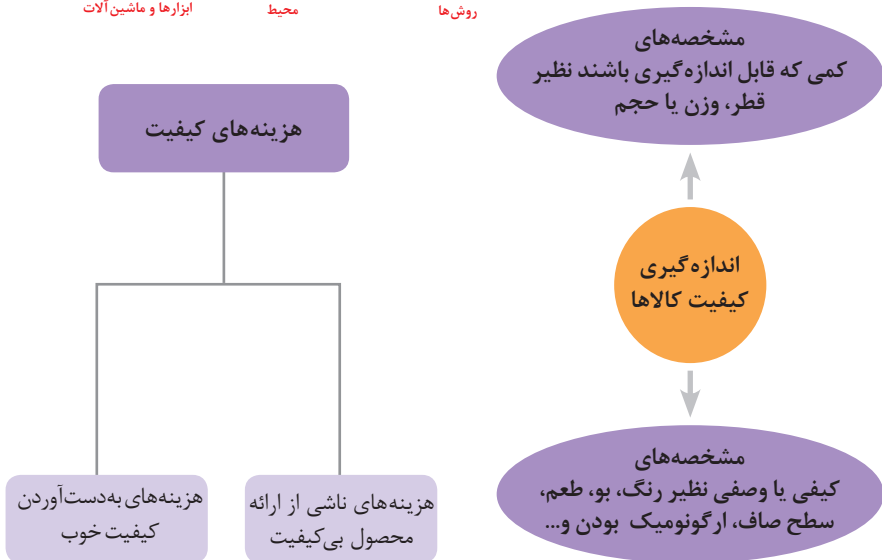 روش‌ها
محیط
ابزارها و ماشین‌آلات
مشخصه‌های
کمی که قابل اندازه‌گیری باشند نظیر
قطر، وزن یا حجم
اندازه‌گیری
کیفیت کالاها
مشخصه‌های
کیفی یا وصفی نظیر رنگ، بو، طعم،
سطح صاف، ارگونومیک بودن و...
هزینه‌های کیفیت
هزینه‌های ناشی از ارائه
محصول بی‌کیفیت
هزینه‌های به‌دست‌آوردن
کیفیت خوب